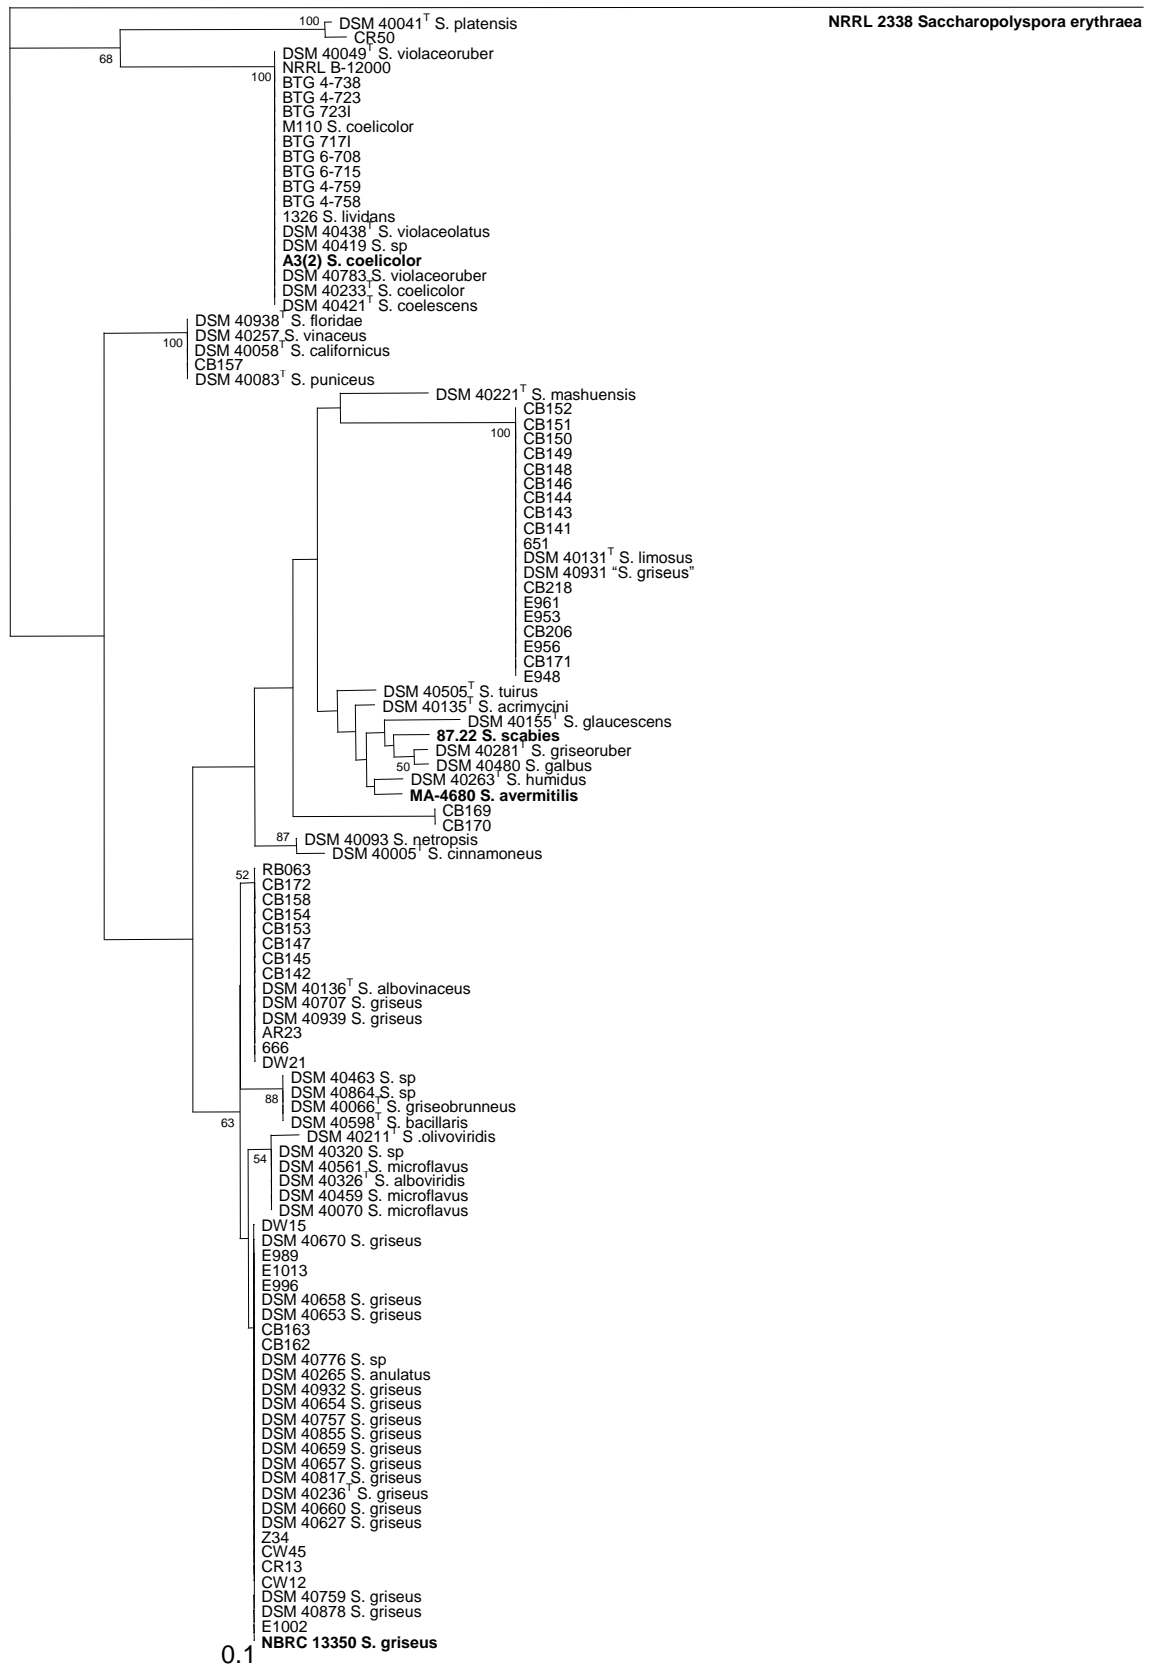 NRRL 2338 Saccharopolyspora erythraea
100
DSM 40041T S. platensis
CR50
68
DSM 40049T S. violaceoruber
NRRL B-12000
100
BTG 4-738
BTG 4-723
BTG 723I
M110 S. coelicolor
BTG 717I
BTG 6-708
BTG 6-715
BTG 4-759
BTG 4-758
1326 S. lividans
DSM 40438T S. violaceolatus
DSM 40419 S. sp
A3(2) S. coelicolor
DSM 40783 S. violaceoruber
DSM 40233T S. coelicolor
DSM 40421T S. coelescens
DSM 40938T S. floridae
DSM 40257 S. vinaceus
100
DSM 40058T S. californicus
CB157
DSM 40083T S. puniceus
DSM 40221T S. mashuensis
CB152
CB151
100
CB150
CB149
CB148
CB146
CB144
CB143
CB141
651
DSM 40131T S. limosus
DSM 40931 “S. griseus”
CB218
E961
E953
CB206
E956
CB171
E948
DSM 40505T S. tuirus
DSM 40135T S. acrimycini
DSM 40155T S. glaucescens
87.22 S. scabies
DSM 40281T S. griseoruber
50
DSM 40480 S. galbus
DSM 40263T S. humidus
MA-4680 S. avermitilis
CB169
CB170
87
DSM 40093 S. netropsis
DSM 40005T S. cinnamoneus
RB063
52
CB172
CB158
CB154
CB153
CB147
CB145
CB142
DSM 40136T S. albovinaceus
DSM 40707 S. griseus
DSM 40939 S. griseus
AR23
666
DW21
DSM 40463 S. sp
DSM 40864 S. sp
88
DSM 40066T S. griseobrunneus
63
DSM 40598T S. bacillaris
DSM 40211T S .olivoviridis
DSM 40320 S. sp
54
DSM 40561 S. microflavus
DSM 40326T S. alboviridis
DSM 40459 S. microflavus
DSM 40070 S. microflavus
DW15
DSM 40670 S. griseus
E989
E1013
E996
DSM 40658 S. griseus
DSM 40653 S. griseus
CB163
CB162
DSM 40776 S. sp
DSM 40265 S. anulatus
DSM 40932 S. griseus
DSM 40654 S. griseus
DSM 40757 S. griseus
DSM 40855 S. griseus
DSM 40659 S. griseus
DSM 40657 S. griseus
DSM 40817 S. griseus
DSM 40236T S. griseus
DSM 40660 S. griseus
DSM 40627 S. griseus
Z34
CW45
CR13
CW12
DSM 40759 S. griseus
DSM 40878 S. griseus
E1002
NBRC 13350 S. griseus
0.1